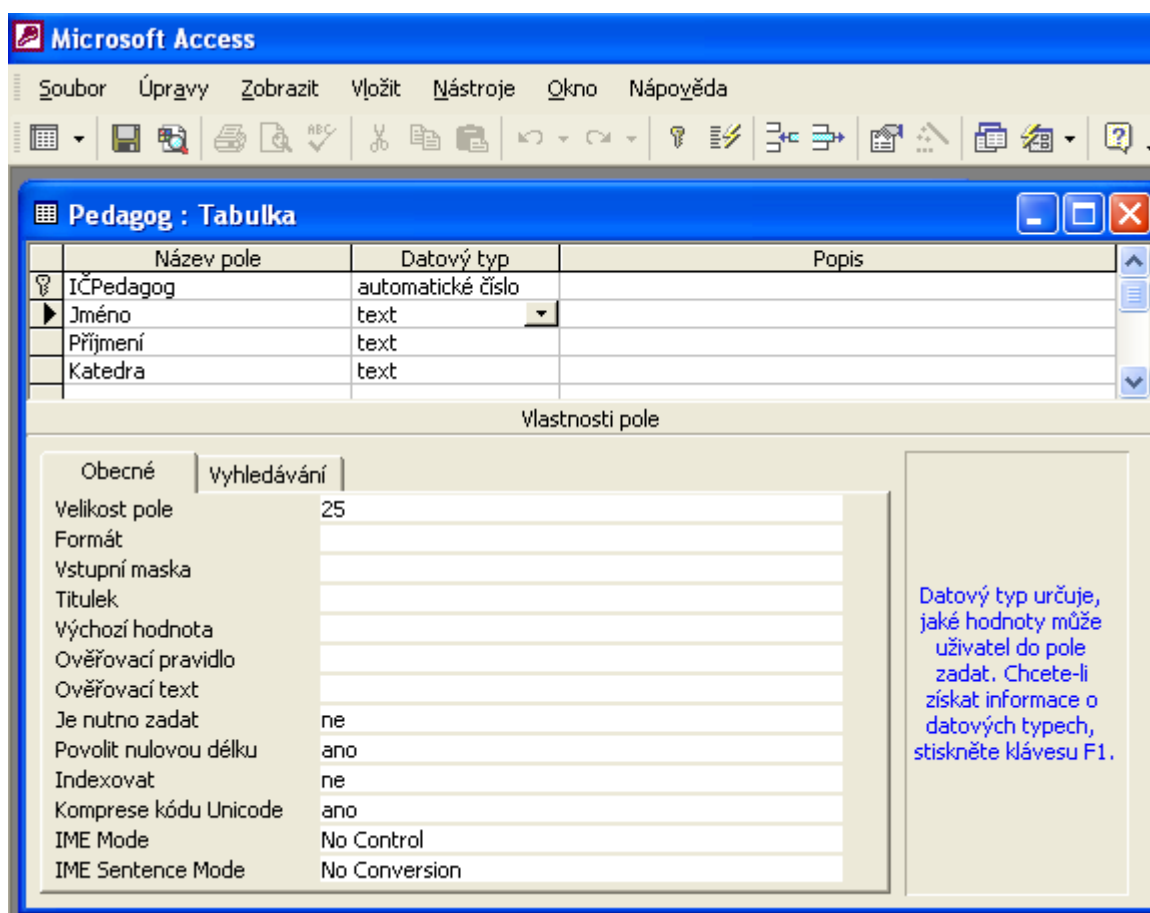 Microsoft Access
Soubor Úpravy Zobrazit Vložit Nástroje Okno Nápověda
ABC
Pedagog : Tabulka
Název pole Datový typ Popis
IČPedagog automatické číslo
Jméno text
Příjmení text
Katedra text
Vlastnosti pole
Obecné Vyhledávání
Velikost pole 25
Formát
Vstupní maska
Titulek
Výchozí hodnota
Ověřovací pravidlo
Ověřovací text
Je nutno zadat ne
Povolit nulovou délku ano
Indexovat ne
Komprese kódu Unicode ano
IME Mode No Control
IME Sentence Mode No Conversion
Datový typ určuje,
jaké hodnoty může
uživatel do pole
zadat. Chcete-li
získat informace o
datových typech,
stiskněte klávesu F1.